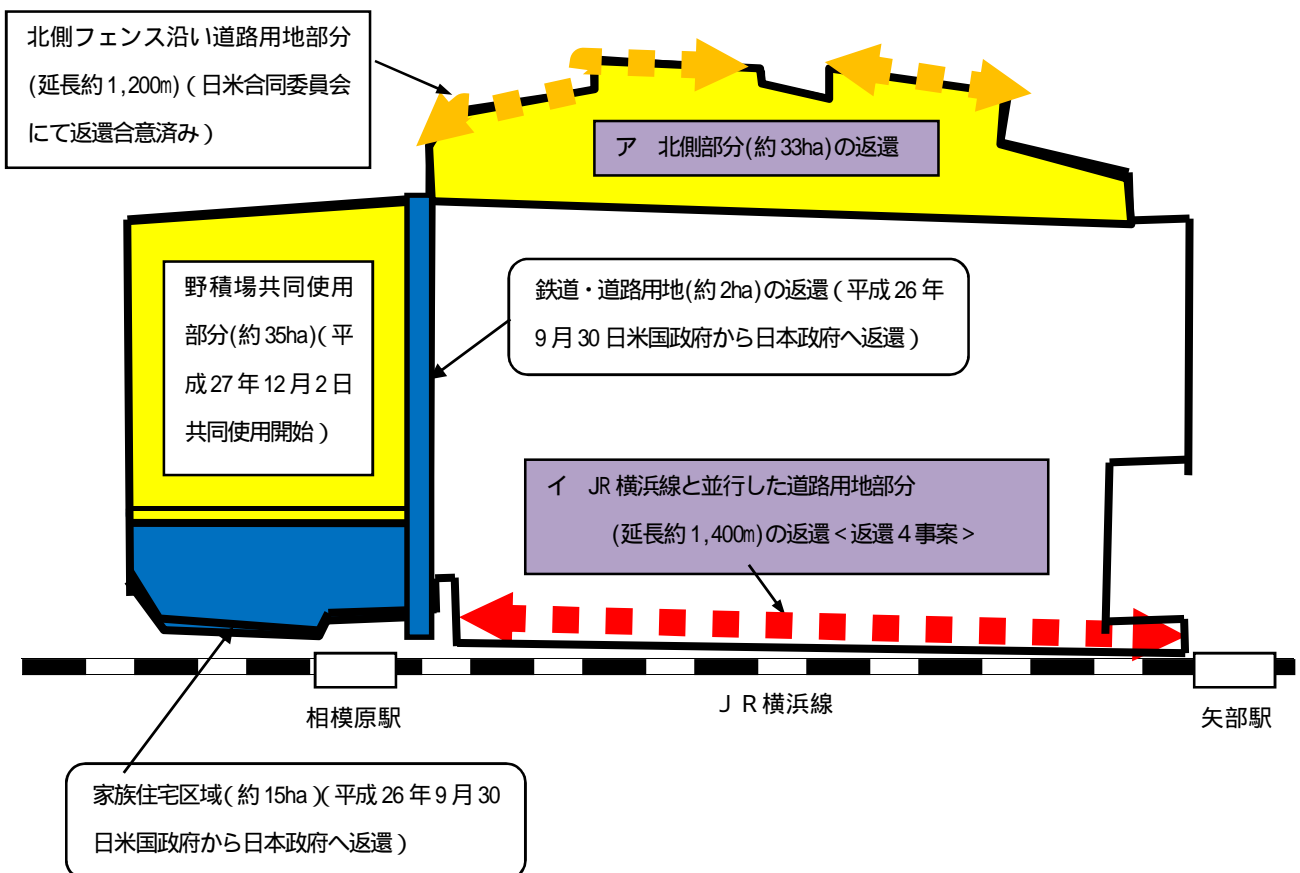 北側フェンス沿い道路用地部分
(延長約1,200m)(日米合同委員会
にて返還合意済み)
ア 北側部分(約33ha)の返還
野積場共同使用
部分(約35ha)(平
成27年12月2日
共同使用開始)
鉄道・道路用地(約2ha)の返還(平成26年
9月30日米国政府から日本政府へ返還)
イ JR横浜線と並行した道路用地部分
(延長約1,400m)の返還<返還4事案>
相模原駅
JR横浜線
矢部駅
家族住宅区域(約15ha)(平成26年9月30
日米国政府から日本政府へ返還)